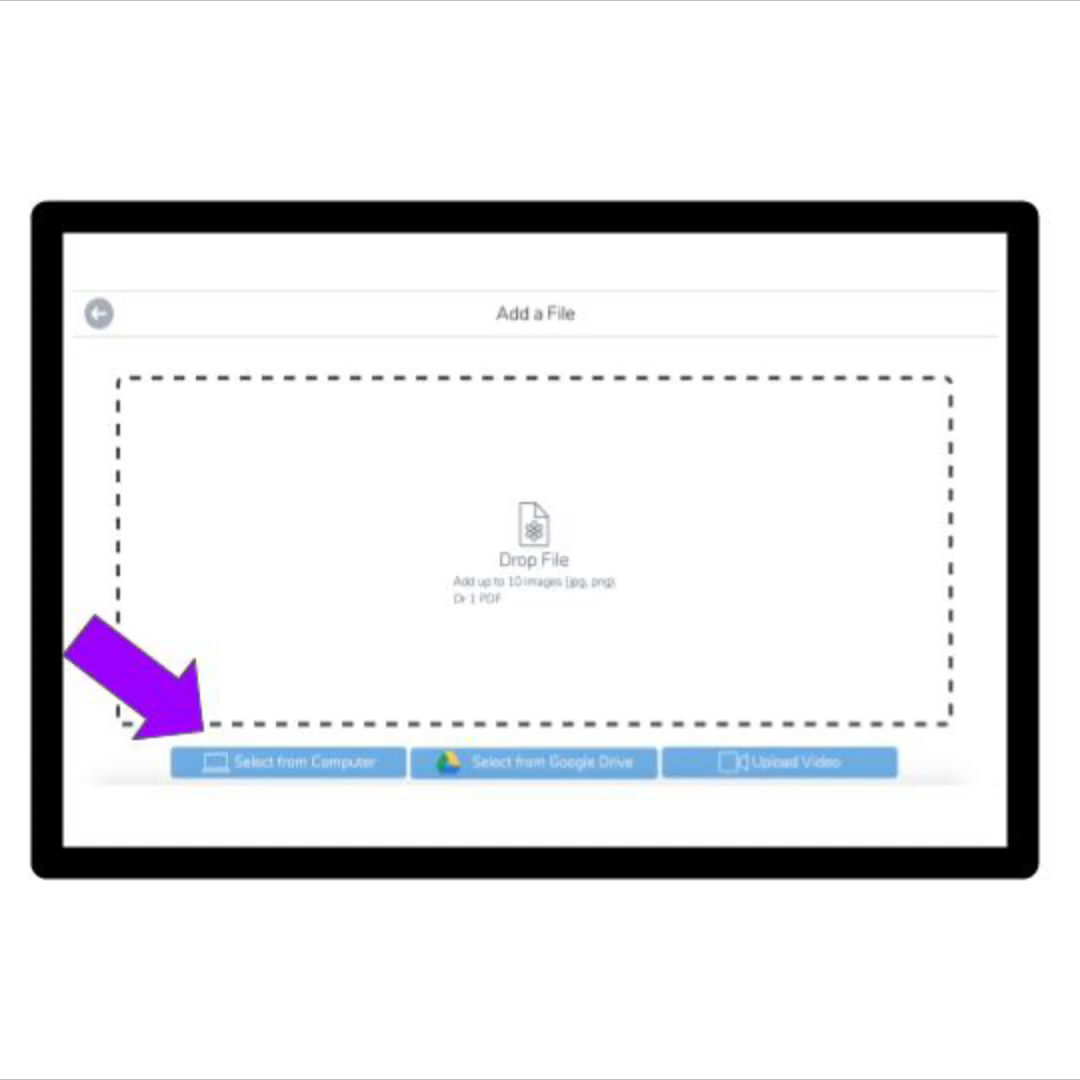 Add a File
Drop File
Add up to 10 images (jpg, png)
Or 1 PDF
Select from Computer
Select from Google Drive
Upload Video